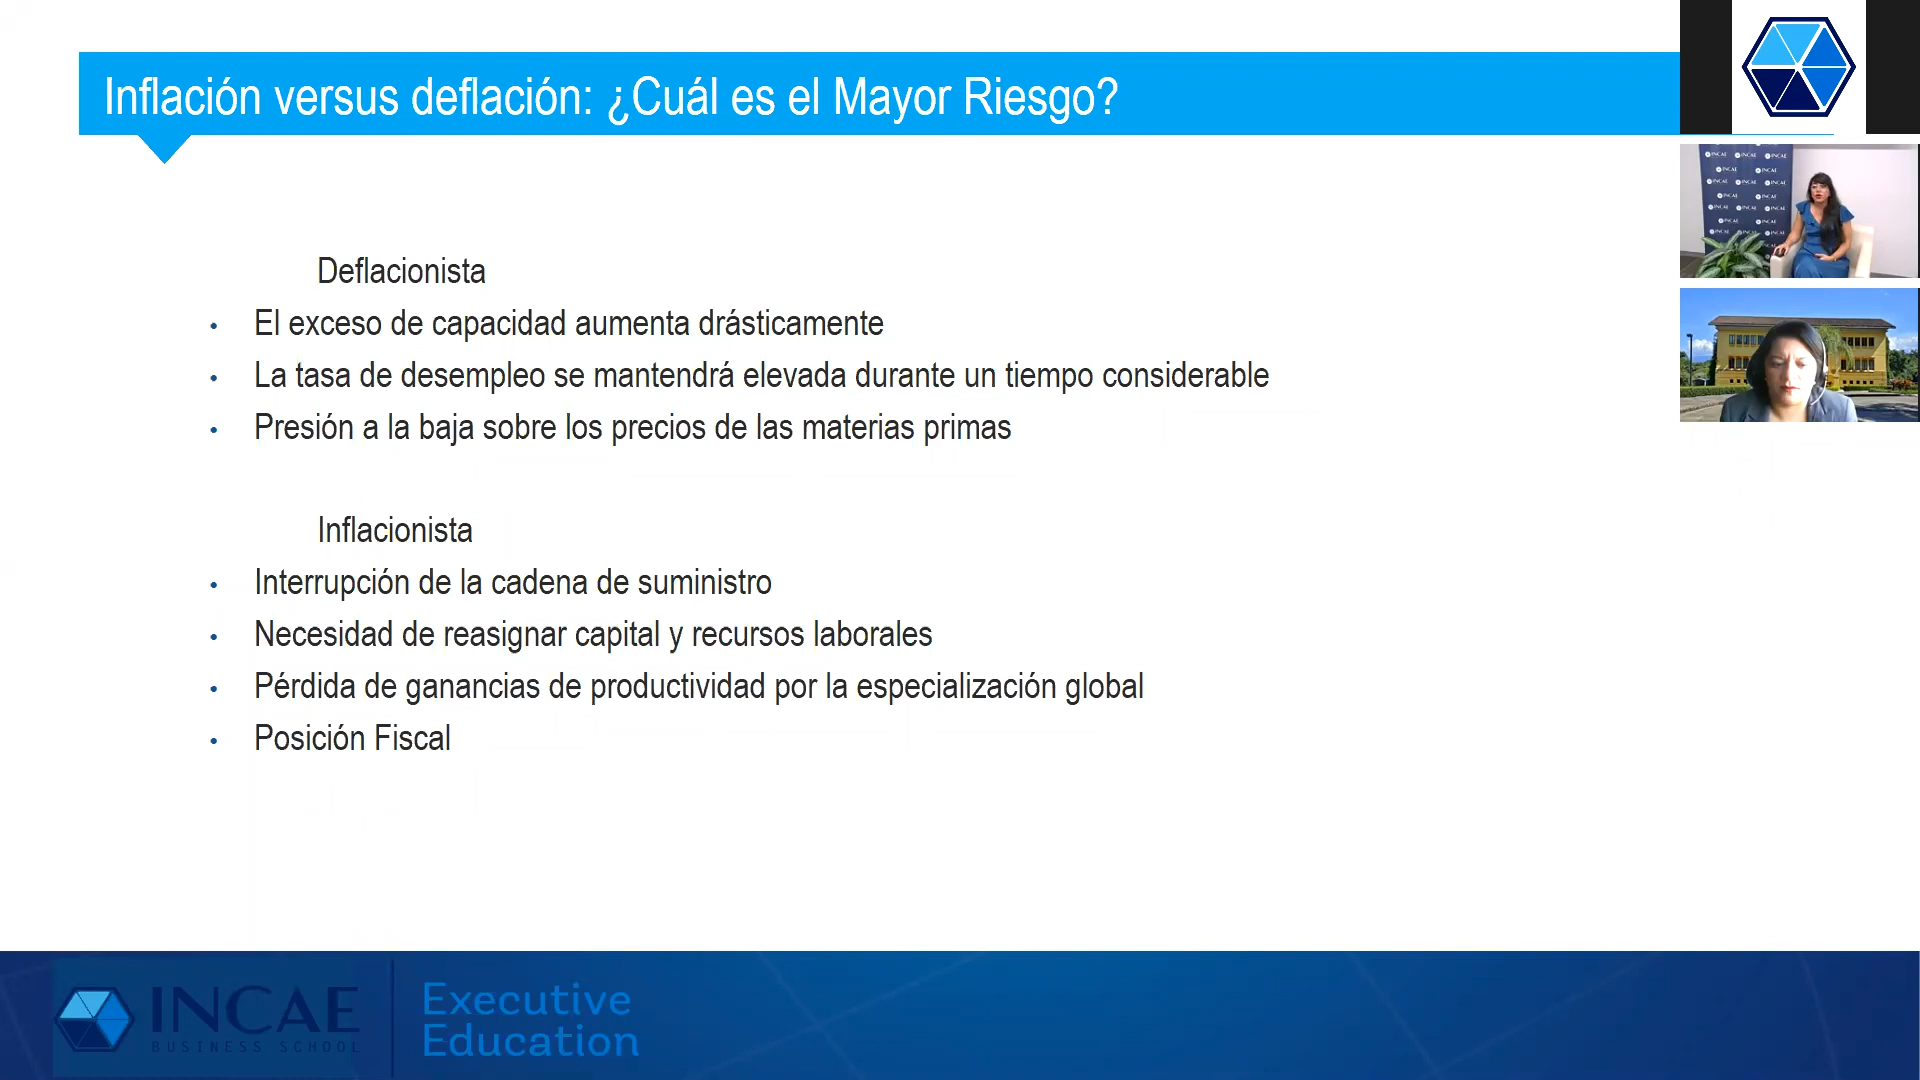 Inflación versus deflación: ¿Cuál es el Mayor Riesgo?
Deflacionista
• El exceso de capacidad aumenta drásticamente
• La tasa de desempleo se mantendrá elevada durante un tiempo considerable
• Presión a la baja sobre los precios de las materias primas
Inflacionista
• Interrupción de la cadena de suministro
• Necesidad de reasignar capital y recursos laborales
• Pérdida de ganancias de productividad por la especialización global
• Posición Fiscal
INCAE
BUSINESS SCHOOL
Executive
Education